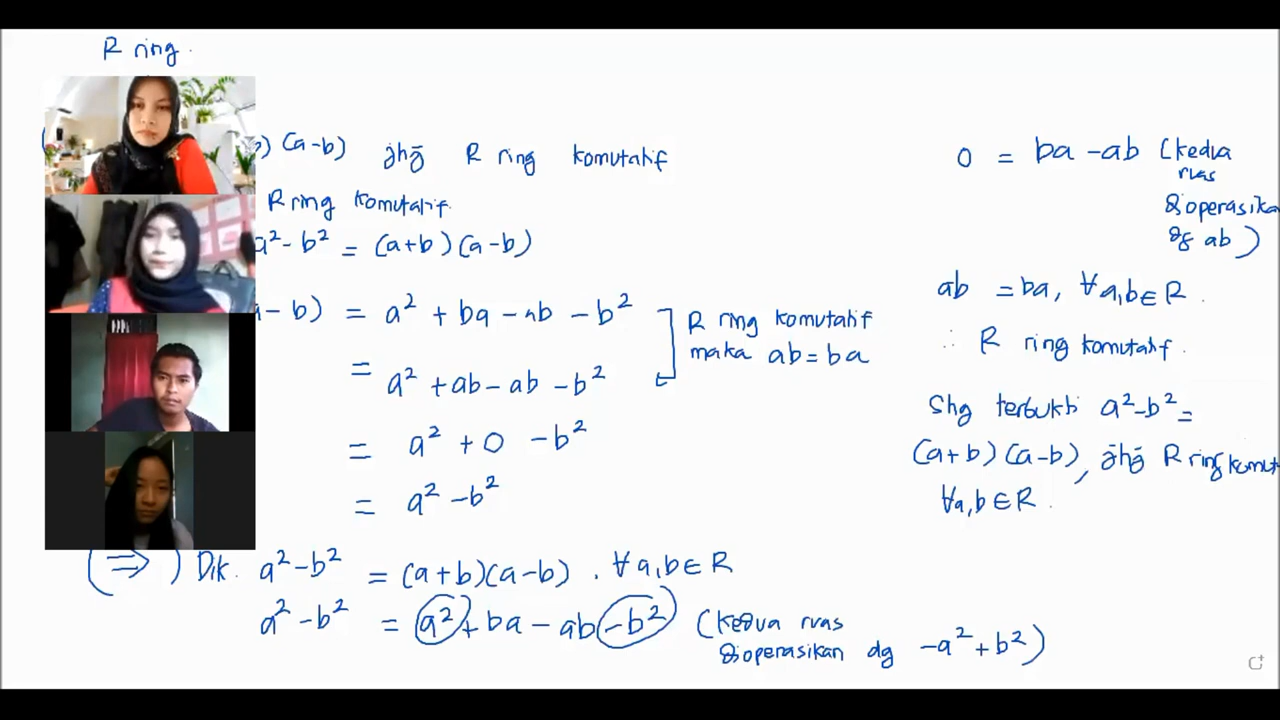 R ring.
(a-b) jhj R ring komutatif
R ring komutatif.
a²-b² = (a+b)(a-b)
a-b) = a² + ba - ab - b²
= a² + ab - ab - b²
R ring komutatif
maka ab = ba
= a² + 0 - b²
= a² - b²
(⇒) Dik. a²-b² = (a+b)(a-b). ∀a,b∈R
a²-b² = a² + ba - ab - b² (kedua ruas
dioperasikan dg -a²+b²)
0 = ba - ab (kedua
ruas
dioperasika
dg ab)
ab = ba, ∀a,b∈R.
∴ R ring komutatif.
Shg terbukti a²-b² =
(a+b)(a-b), jhj R ring komut
∀a,b∈R.